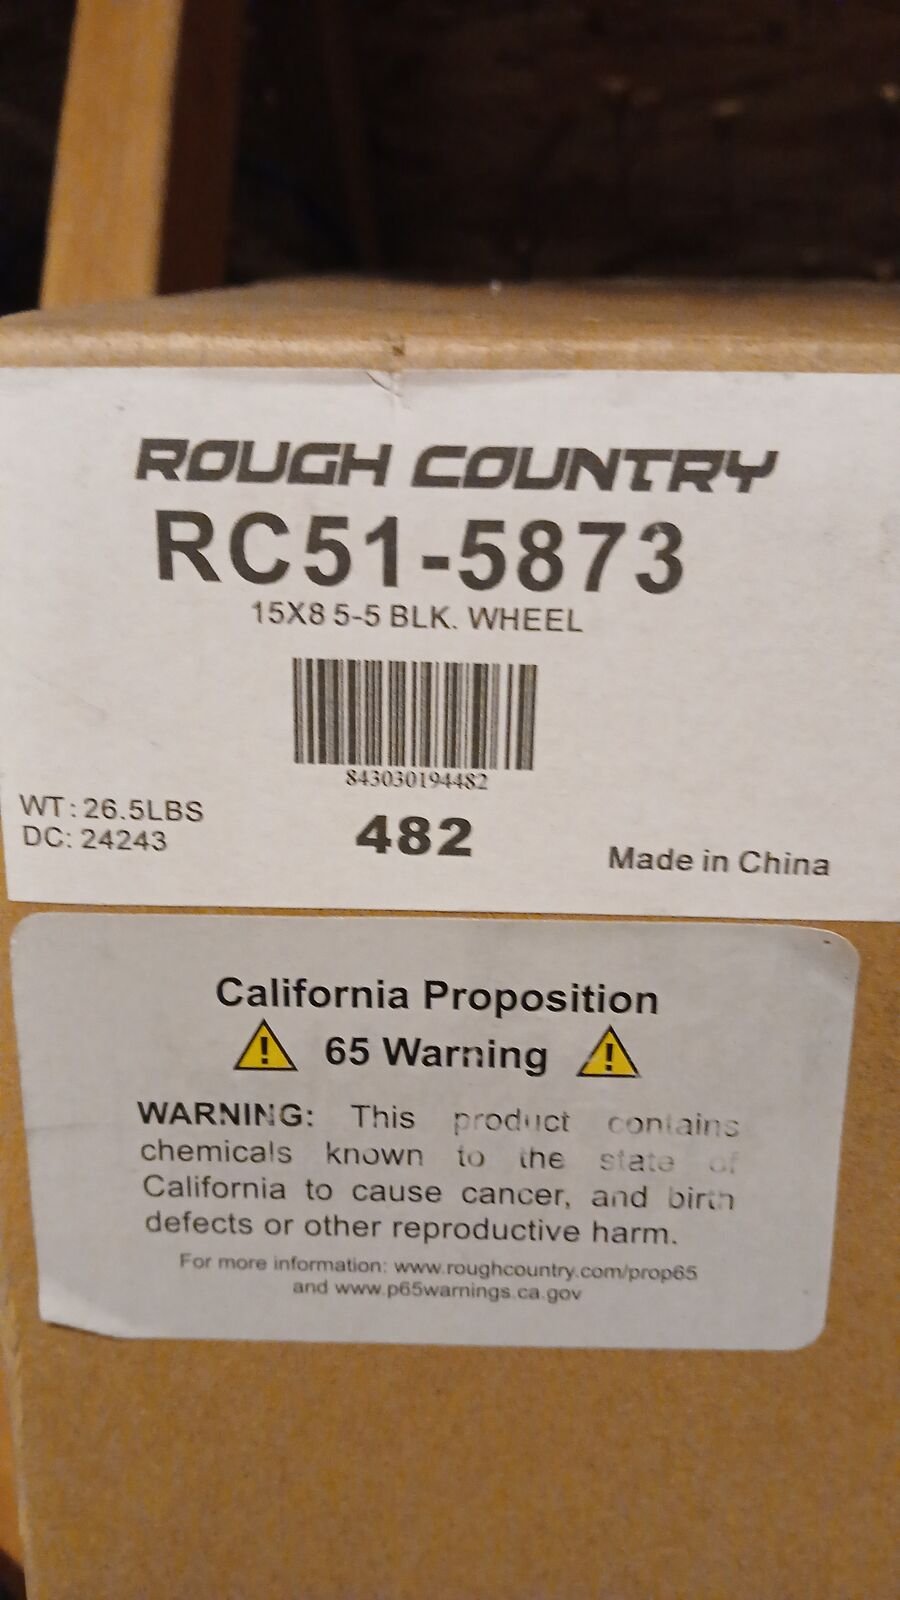 ROUGH COUNTRY
RC51-5873
15X8 5-5 BLK. WHEEL
843030194482
WT: 26.5LBS
DC: 24243
482
Made in China
California Proposition
65 Warning
WARNING: This product contains
chemicals known to the state of
California to cause cancer, and birth
defects or other reproductive harm.
For more information: www.roughcountry.com/prop65
and www.p65warnings.ca.gov